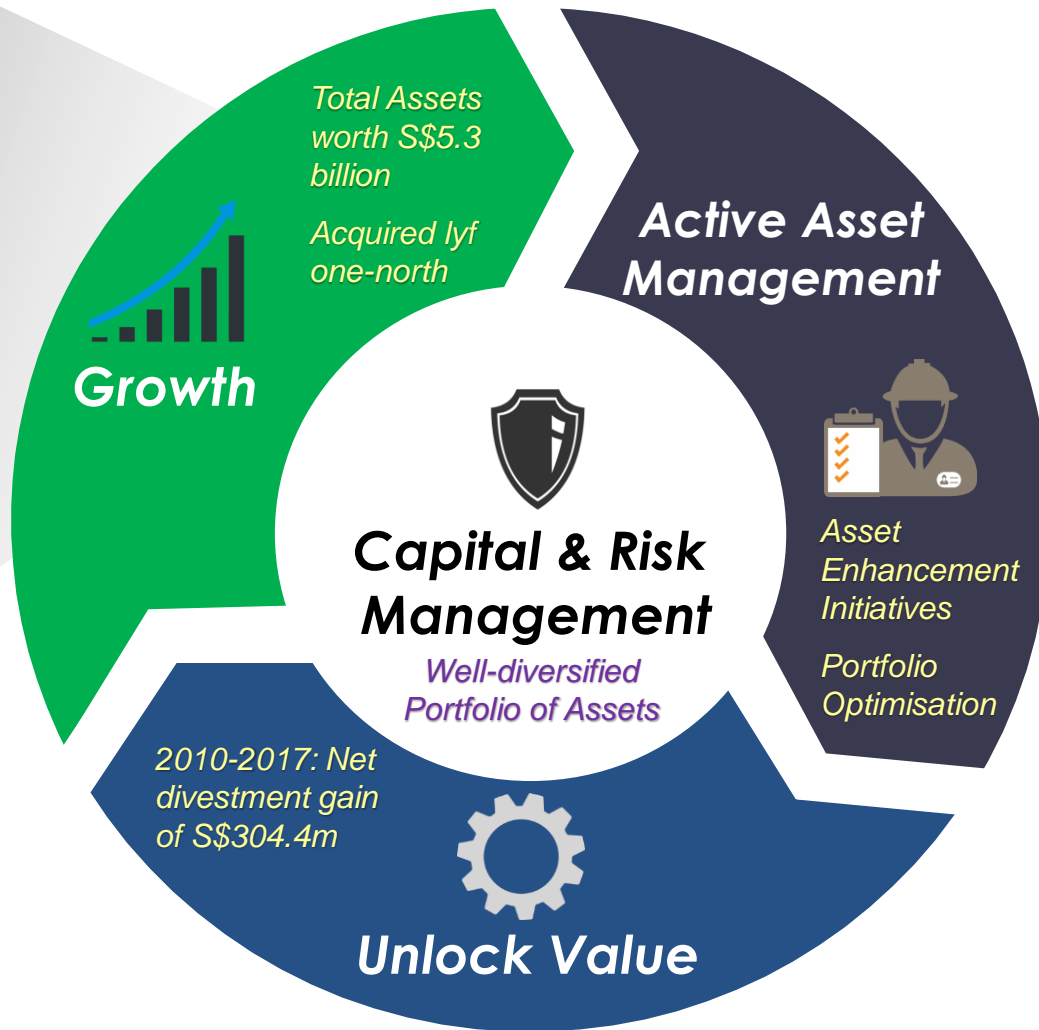 Total Assets
worth S$5.3
billion
Acquired lyf
one-north
Growth
Active Asset
Management
Asset
Enhancement
Initiatives
Portfolio
Optimisation
Capital & Risk
Management
Well-diversified
Portfolio of Assets
2010-2017: Net
divestment gain
of S$304.4m
Unlock Value